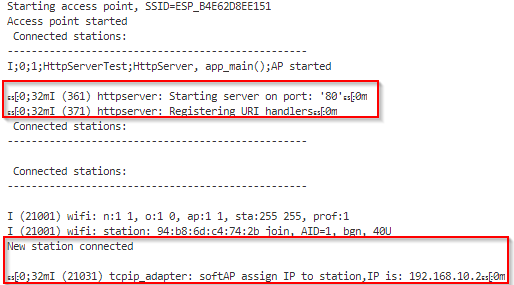 Starting access point, SSID=ESP_B4E62D8EE151
Access point started
 Connected stations:
--------------------------------------------------
I;0;1;HttpServerTest;HttpServer, app_main();AP started

␛[0;32mI (361) httpserver: Starting server on port: '80'␛[0m
␛[0;32mI (371) httpserver: Registering URI handlers␛[0m
 Connected stations:
--------------------------------------------------

 Connected stations:
--------------------------------------------------

I (21001) wifi: n:1 1, o:1 0, ap:1 1, sta:255 255, prof:1
I (21001) wifi: station: 94:b8:6d:c4:74:2b join, AID=1, bgn, 40U
New station connected

␛[0;32mI (21031) tcpip_adapter: softAP assign IP to station,IP is: 192.168.10.2␛[0m